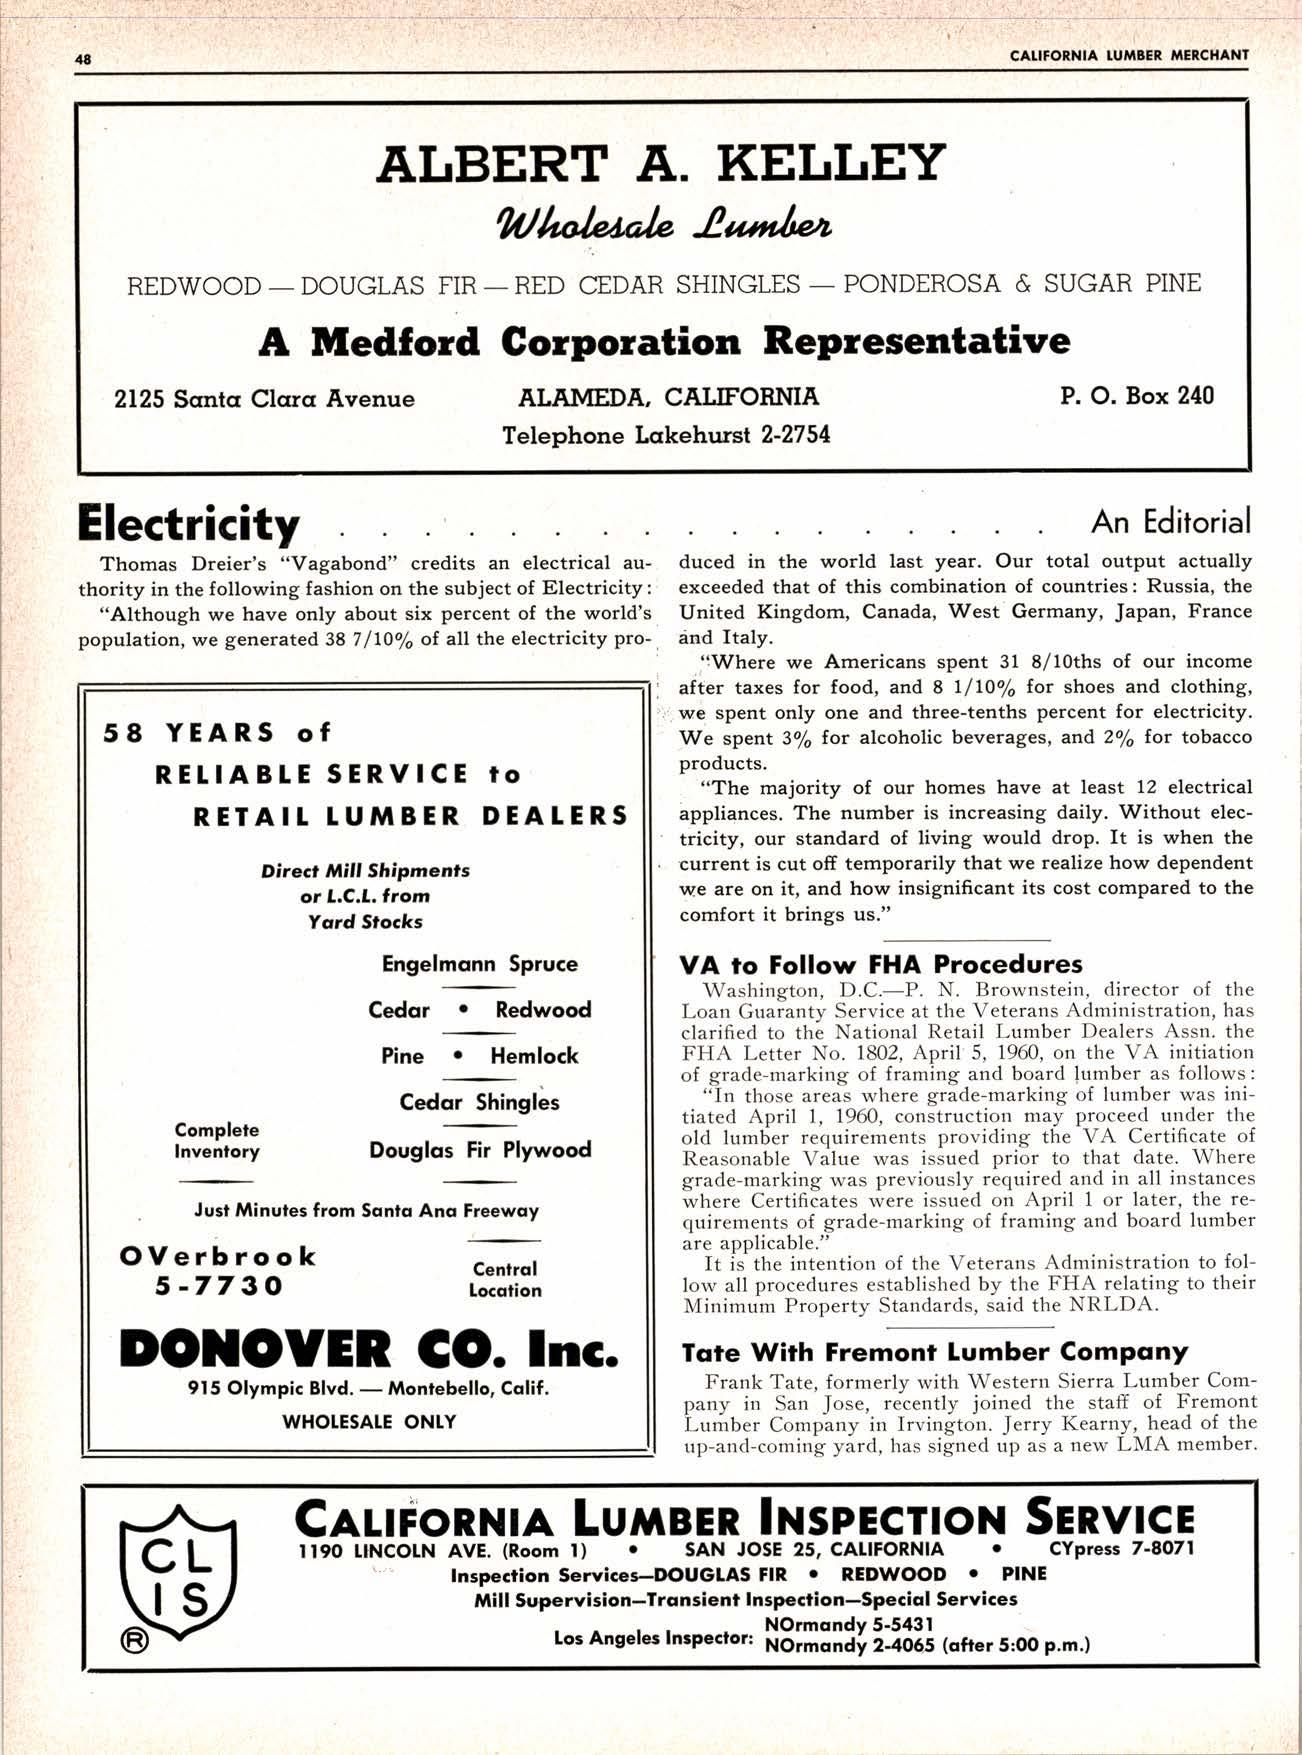 48
CALIFORNIA LUMBER MERCHANT
ALBERT A. KELLEY
Wholesale Lumber
REDWOOD — DOUGLAS FIR — RED CEDAR SHINGLES — PONDEROSA & SUGAR PINE
A Medford Corporation Representative
2125 Santa Clara Avenue ALAMEDA, CALIFORNIA P. O. Box 240
Telephone Lakehurst 2-2754
Electricity . . . . . . . . . . . . . . . . . An Editorial
Thomas Dreier's "Vagabond" credits an electrical au-
thority in the following fashion on the subject of Electricity:
"Although we have only about six percent of the world's
population, we generated 38 7/10% of all the electricity pro-
duced in the world last year. Our total output actually
exceeded that of this combination of countries: Russia, the
United Kingdom, Canada, West Germany, Japan, France
and Italy.
"Where we Americans spent 31 8/10ths of our income
after taxes for food, and 8 1/10% for shoes and clothing,
we spent only one and three-tenths percent for electricity.
We spent 3% for alcoholic beverages, and 2% for tobacco
products.
"The majority of our homes have at least 12 electrical
appliances. The number is increasing daily. Without elec-
tricity, our standard of living would drop. It is when the
current is cut off temporarily that we realize how dependent
we are on it, and how insignificant its cost compared to the
comfort it brings us."
58 YEARS of
RELIABLE SERVICE to
RETAIL LUMBER DEALERS
Direct Mill Shipments
or L.C.L. from
Yard Stocks
Engelmann Spruce
Cedar • Redwood
Pine • Hemlock
Cedar Shingles
Complete
Inventory
Douglas Fir Plywood
Just Minutes from Santa Ana Freeway
OVerbrook
5-7730
Central
Location
DONOVER CO. Inc.
915 Olympic Blvd. — Montebello, Calif.
WHOLESALE ONLY
VA to Follow FHA Procedures
Washington, D.C.—P. N. Brownstein, director of the
Loan Guaranty Service at the Veterans Administration, has
clarified to the National Retail Lumber Dealers Assn. the
FHA Letter No. 1802, April 5, 1960, on the VA initiation
of grade-marking of framing and board lumber as follows:
"In those areas where grade-marking of lumber was ini-
tiated April 1, 1960, construction may proceed under the
old lumber requirements providing the VA Certificate of
Reasonable Value was issued prior to that date. Where
grade-marking was previously required and in all instances
where Certificates were issued on April 1 or later, the re-
quirements of grade-marking of framing and board lumber
are applicable."
It is the intention of the Veterans Administration to fol-
low all procedures established by the FHA relating to their
Minimum Property Standards, said the NRLDA.
Tate With Fremont Lumber Company
Frank Tate, formerly with Western Sierra Lumber Com-
pany in San Jose, recently joined the staff of Fremont
Lumber Company in Irvington. Jerry Kearny, head of the
up-and-coming yard, has signed up as a new LMA member.
CL
IS
®
CALIFORNIA LUMBER INSPECTION SERVICE
1190 LINCOLN AVE. (Room 1) • SAN JOSE 25, CALIFORNIA • CYpress 7-8071
Inspection Services—DOUGLAS FIR • REDWOOD • PINE
Mill Supervision—Transient Inspection—Special Services
Los Angeles Inspector: NOrmandy 5-5431
NOrmandy 2-4065 (after 5:00 p.m.)